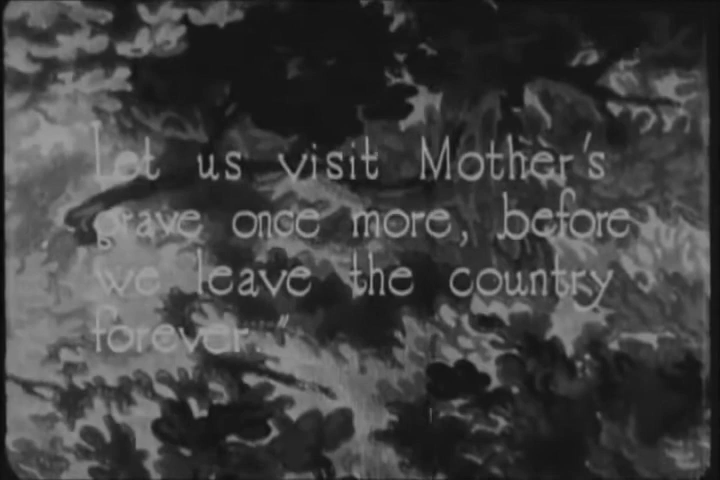 Let us visit Mother's
grave once more, before
we leave the country
forever."